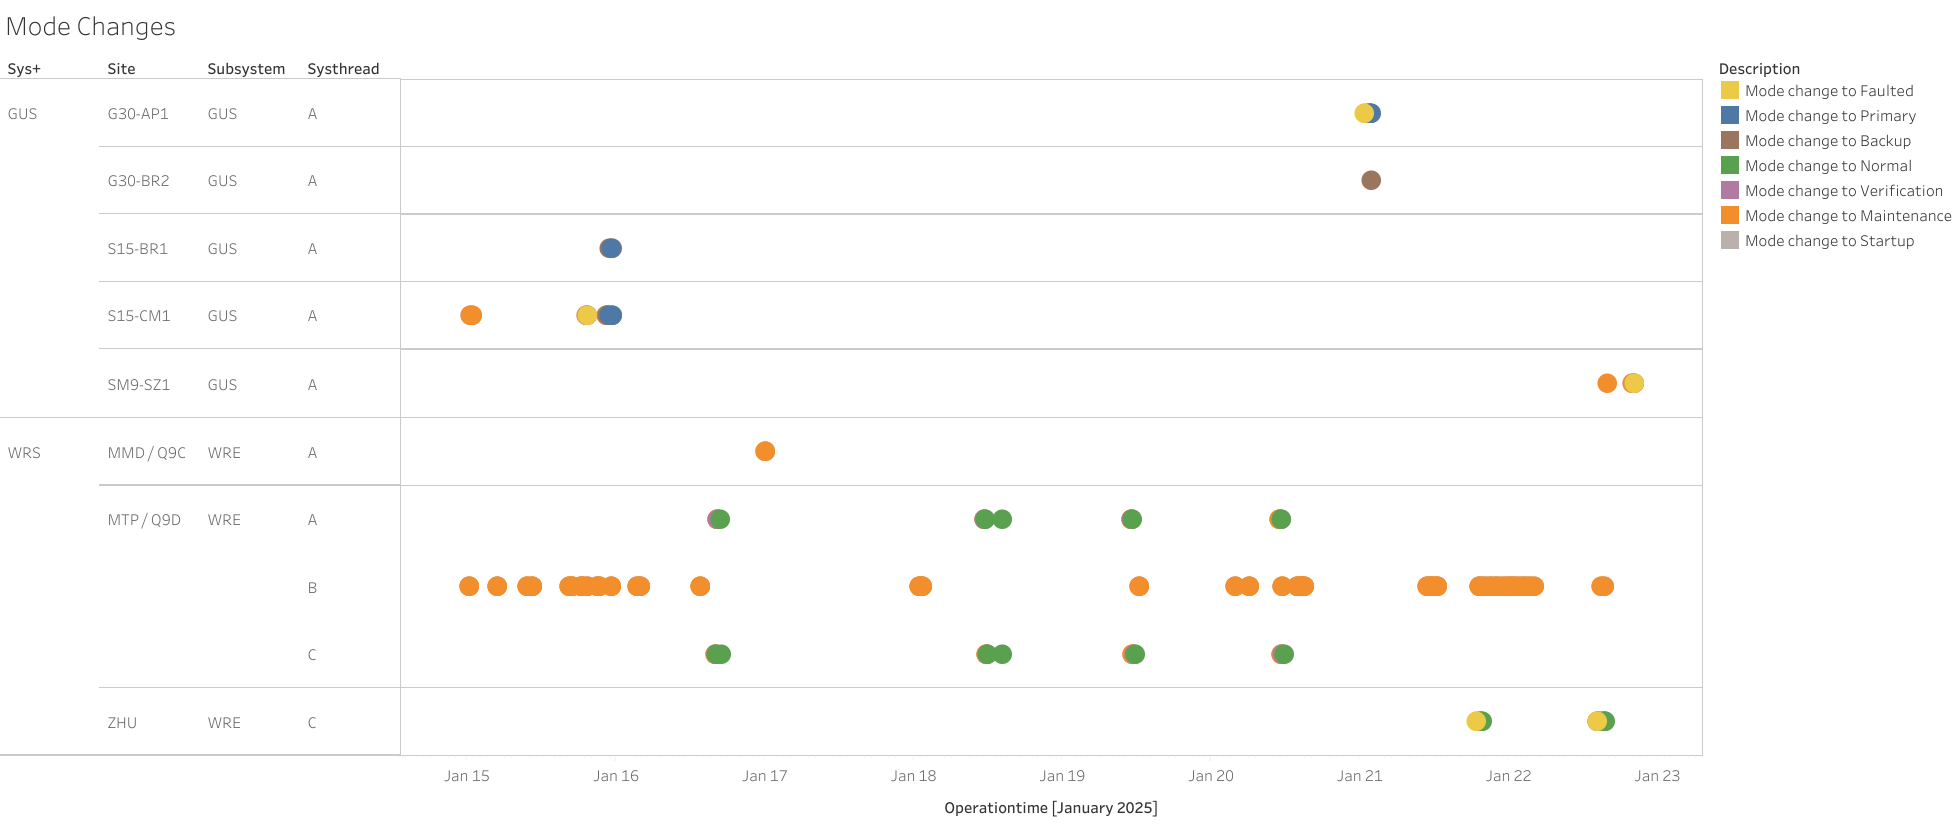 Mode Changes
Sys+ Site Subsystem Systhread
GUS G30-AP1 GUS A
G30-BR2 GUS A
S15-BR1 GUS A
S15-CM1 GUS A
SM9-SZ1 GUS A
WRS MMD / Q9C WRE A
MTP / Q9D WRE A
B
C
ZHU WRE C
Jan 15 Jan 16 Jan 17 Jan 18 Jan 19 Jan 20 Jan 21 Jan 22 Jan 23
Operationtime [January 2025]
Description
Mode change to Faulted
Mode change to Primary
Mode change to Backup
Mode change to Normal
Mode change to Verification
Mode change to Maintenance
Mode change to Startup